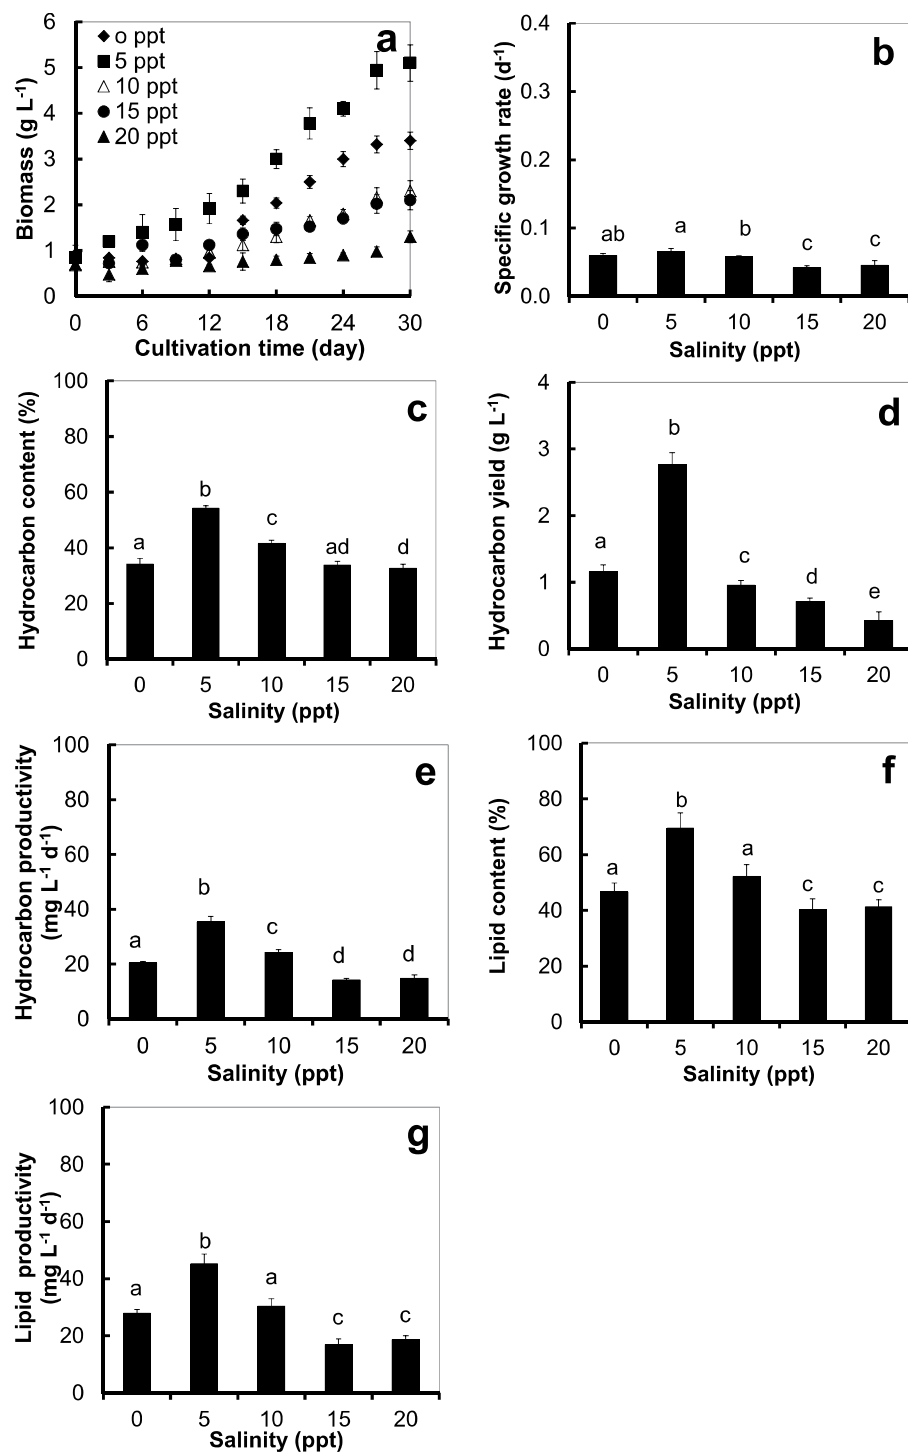 a
o ppt
5 ppt
10 ppt
15 ppt
20 ppt
Biomass (g L⁻¹)
6
5
4
3
2
1
0
0 6 12 18 24 30
Cultivation time (day)
b
Specific growth rate (d⁻¹)
0.4
0.3
0.2
0.1
0.0
ab a b c c
0 5 10 15 20
Salinity (ppt)
c
Hydrocarbon content (%)
100
80
60
40
20
0
a b c ad d
0 5 10 15 20
Salinity (ppt)
d
Hydrocarbon yield (g L⁻¹)
4
3
2
1
0
a b c d e
0 5 10 15 20
Salinity (ppt)
e
Hydrocarbon productivity
(mg L⁻¹ d⁻¹)
100
80
60
40
20
0
a b c d d
0 5 10 15 20
Salinity (ppt)
f
Lipid content (%)
100
80
60
40
20
0
a b a c c
0 5 10 15 20
Salinity (ppt)
g
Lipid productivity
(mg L⁻¹ d⁻¹)
100
80
60
40
20
0
a b a c c
0 5 10 15 20
Salinity (ppt)